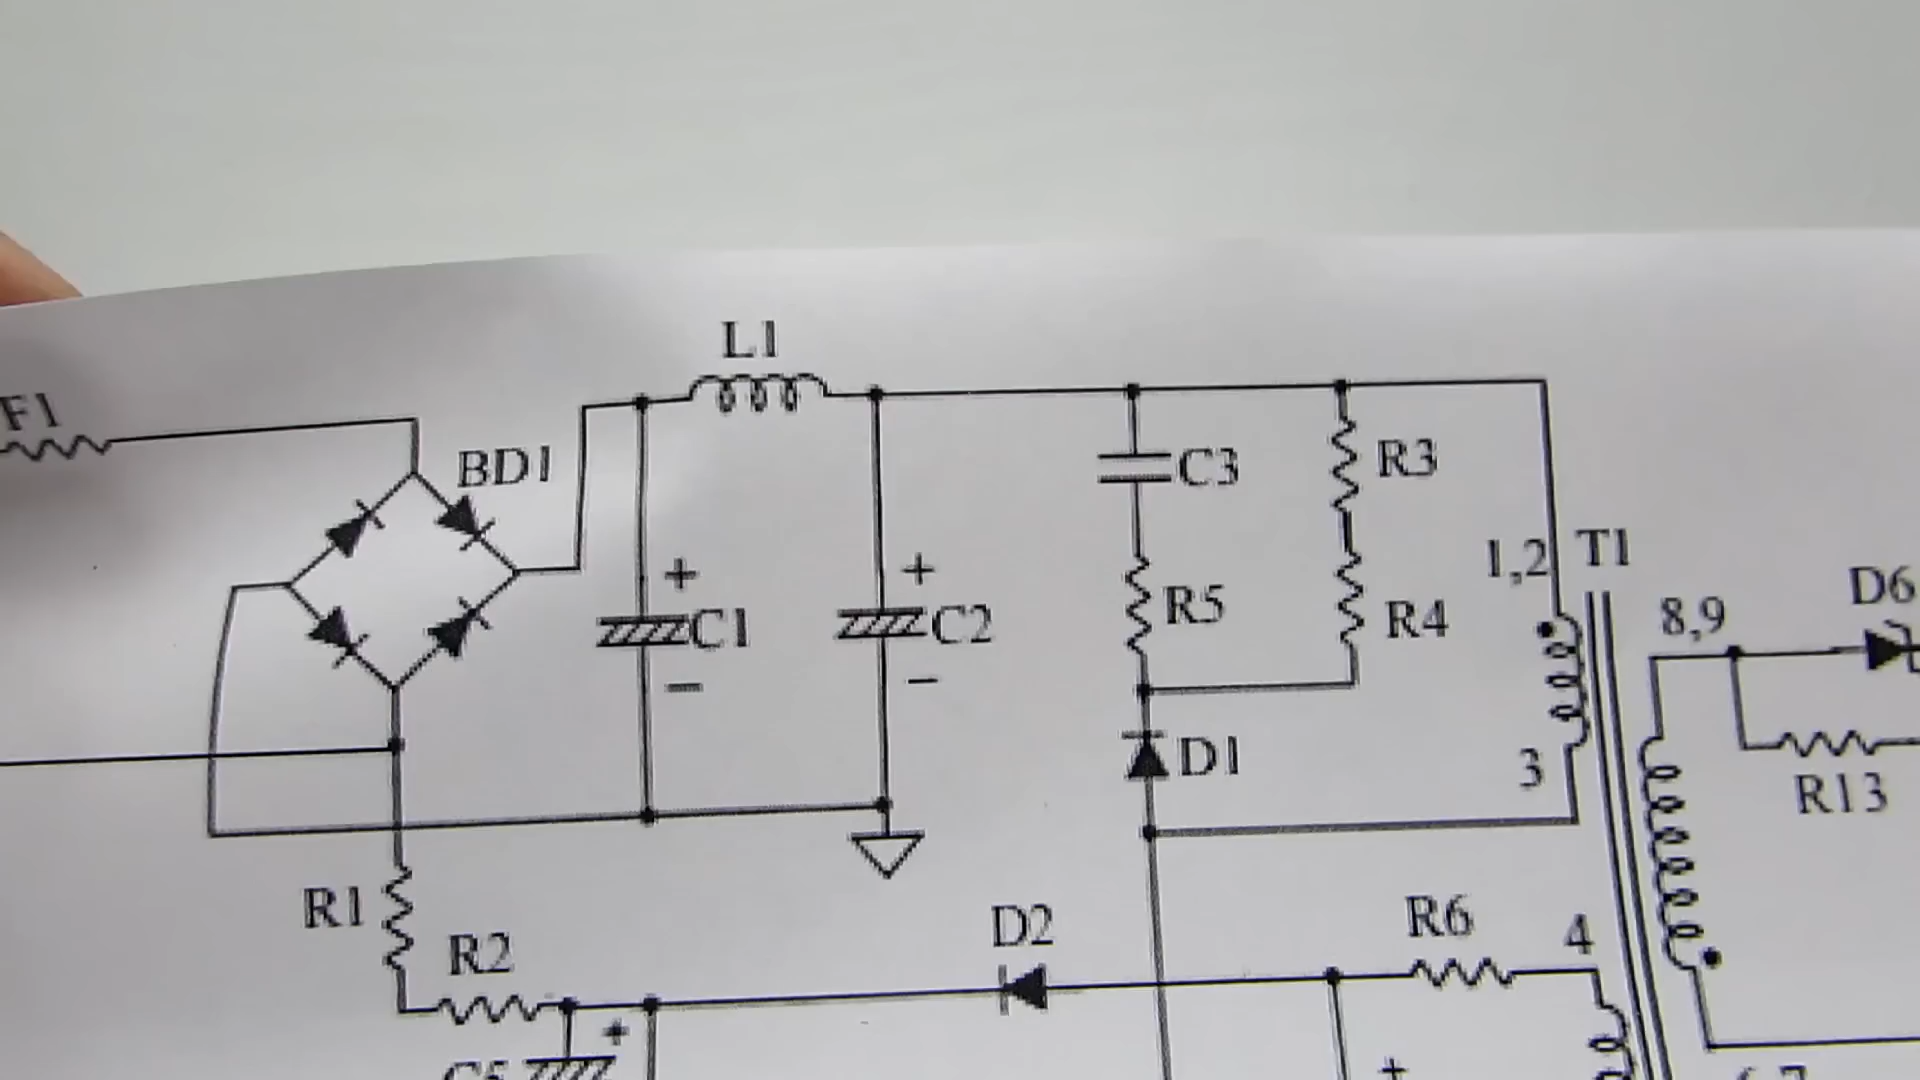 L1
F1
BD1
C3
R3
1,2
T1
+
+
R5
R4
8,9
D6
C1
C2
−
−
D1
3
R13
R1
R2
D2
R6
4
+
C5
+